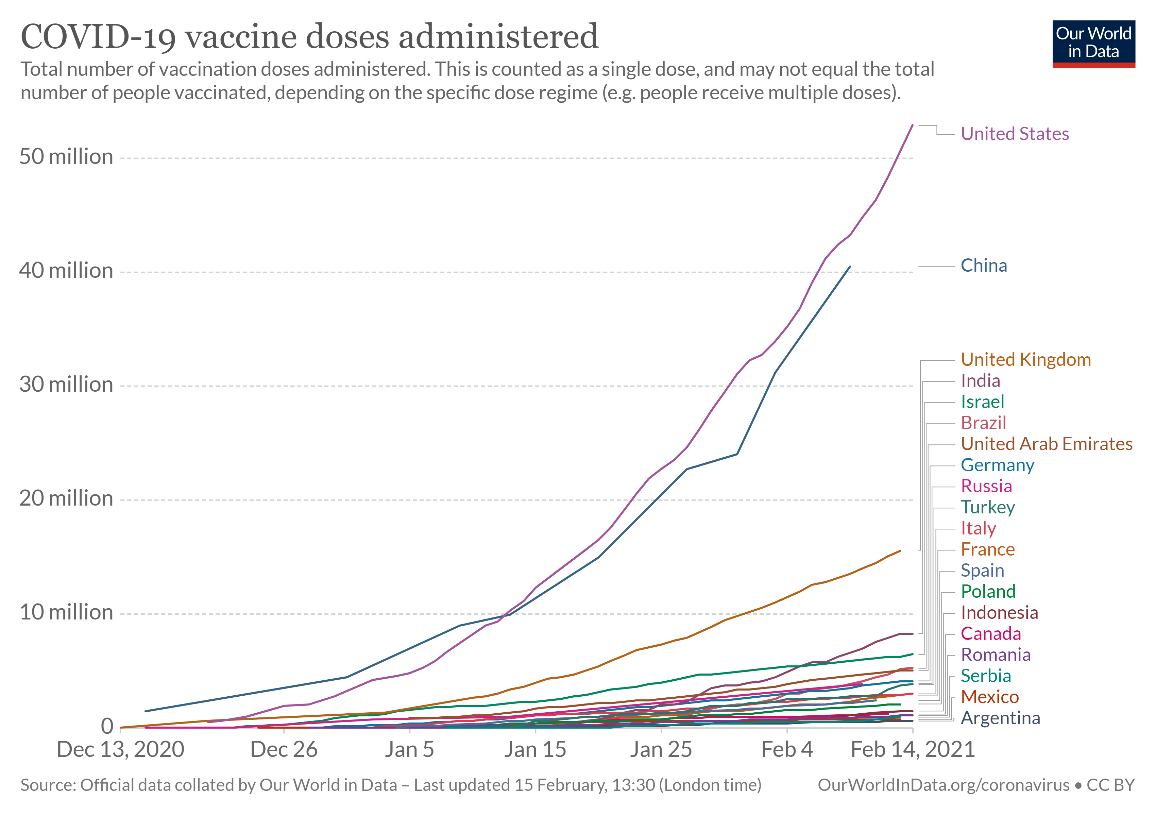 COVID-19 vaccine doses administered
Our World
in Data
Total number of vaccination doses administered. This is counted as a single dose, and may not equal the total
number of people vaccinated, depending on the specific dose regime (e.g. people receive multiple doses).
50 million
40 million
30 million
20 million
10 million
0
United States
China
United Kingdom
India
Israel
Brazil
United Arab Emirates
Germany
Russia
Turkey
Italy
France
Spain
Poland
Indonesia
Canada
Romania
Serbia
Mexico
Argentina
Dec 13, 2020
Dec 26
Jan 5
Jan 15
Jan 25
Feb 4
Feb 14, 2021
Source: Official data collated by Our World in Data – Last updated 15 February, 13:30 (London time)
OurWorldInData.org/coronavirus • CC BY